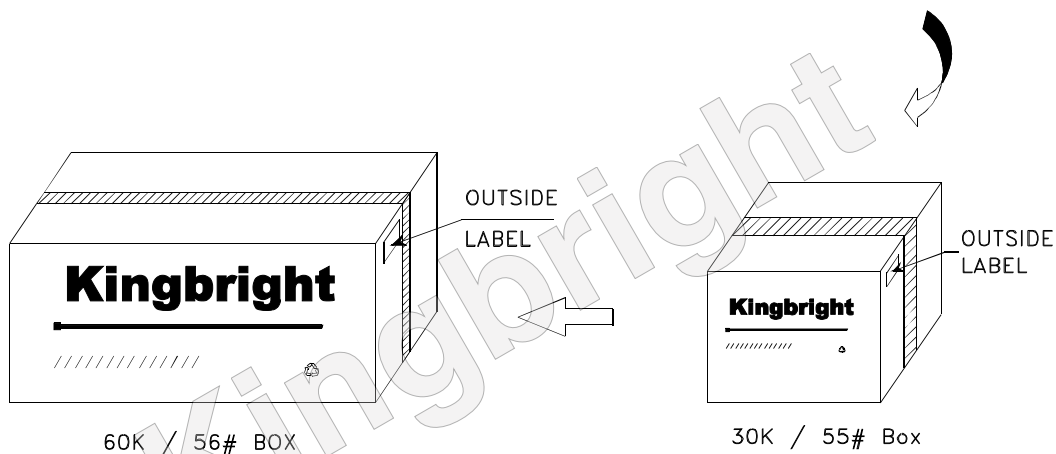 OUTSIDE
LABEL
Kingbright
60K / 56# BOX
OUTSIDE
LABEL
Kingbright
30K / 55# Box
Kingbright